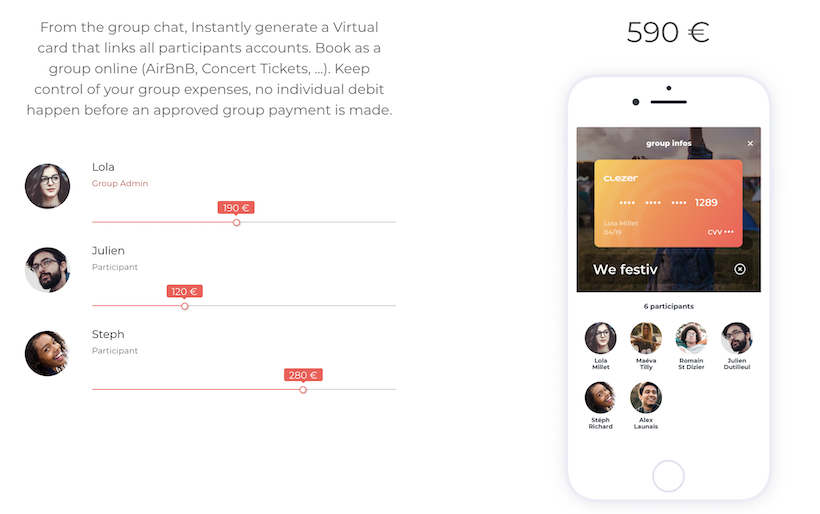 From the group chat, Instantly generate a Virtual
card that links all participants accounts. Book as a
group online (AirBnB, Concert Tickets, ...). Keep
control of your group expenses, no individual debit
happen before an approved group payment is made.
Lola
Group Admin
190 €
Julien
Participant
120 €
Steph
Participant
280 €
590 €
group infos
CLEZER
•••• •••• •••• 1289
Lola Millet
04/19
CVV •••
We festiv
6 participants
Lola
Millet
Maéva
Tilly
Romain
St Dizier
Julien
Dutilleul
Stéph
Richard
Alex
Launais